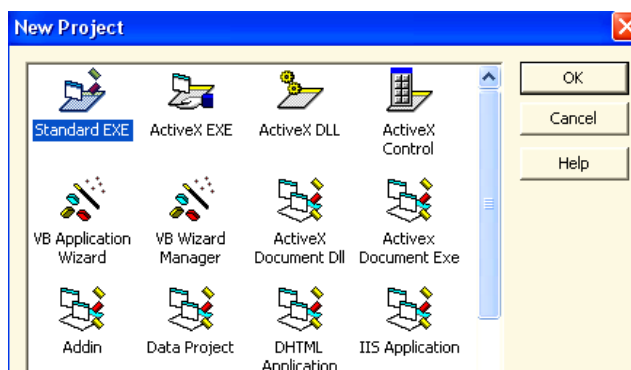 New Project
OK
Cancel
Help
Standard EXE
ActiveX EXE
ActiveX DLL
ActiveX
Control
VB Application
Wizard
VB Wizard
Manager
ActiveX
Document Dll
Activex
Document Exe
Addin
Data Project
DHTML
Application
IIS Application